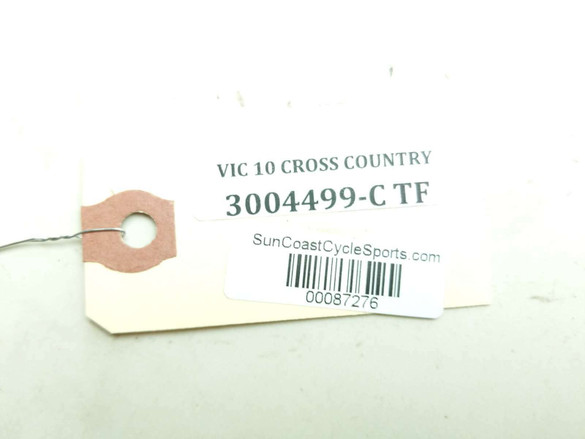 VIC 10 CROSS COUNTRY
3004499-C TF
SunCoastCycleSports.com
00087276